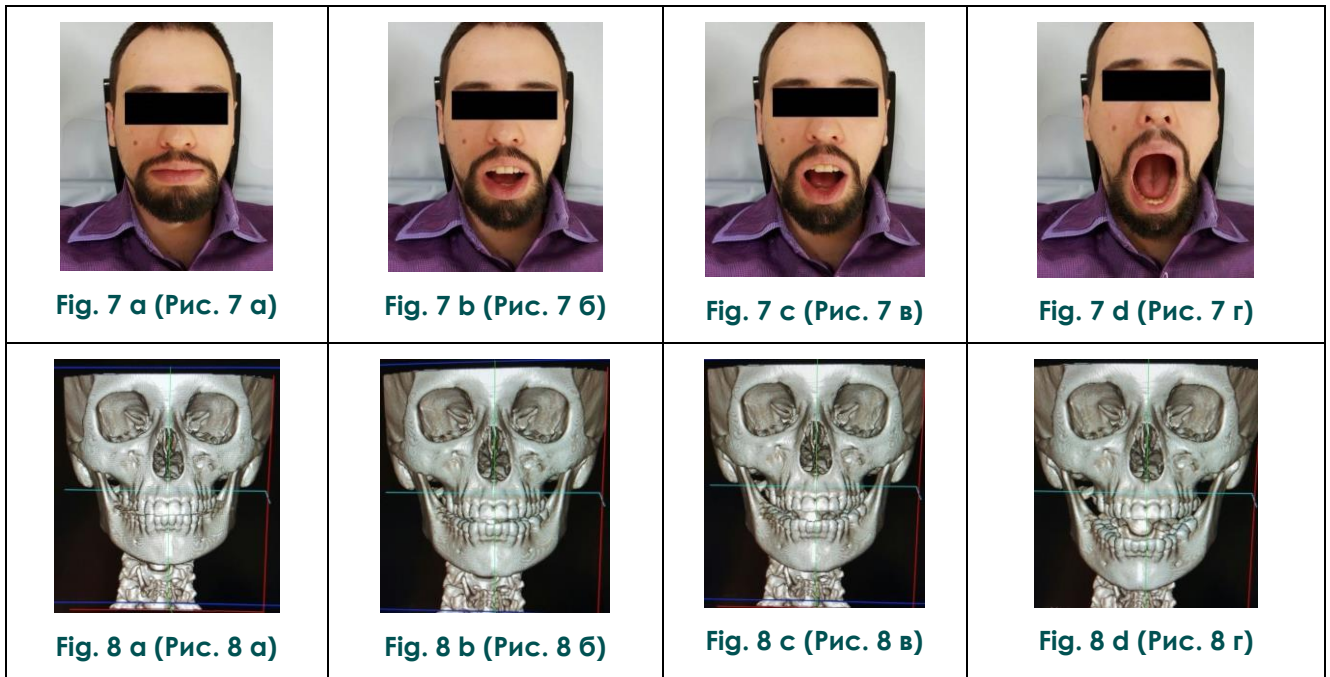 Fig. 7 a (Рис. 7 а)
Fig. 7 b (Рис. 7 б)
Fig. 7 c (Рис. 7 в)
Fig. 7 d (Рис. 7 г)
Fig. 8 a (Рис. 8 а)
Fig. 8 b (Рис. 8 б)
Fig. 8 c (Рис. 8 в)
Fig. 8 d (Рис. 8 г)